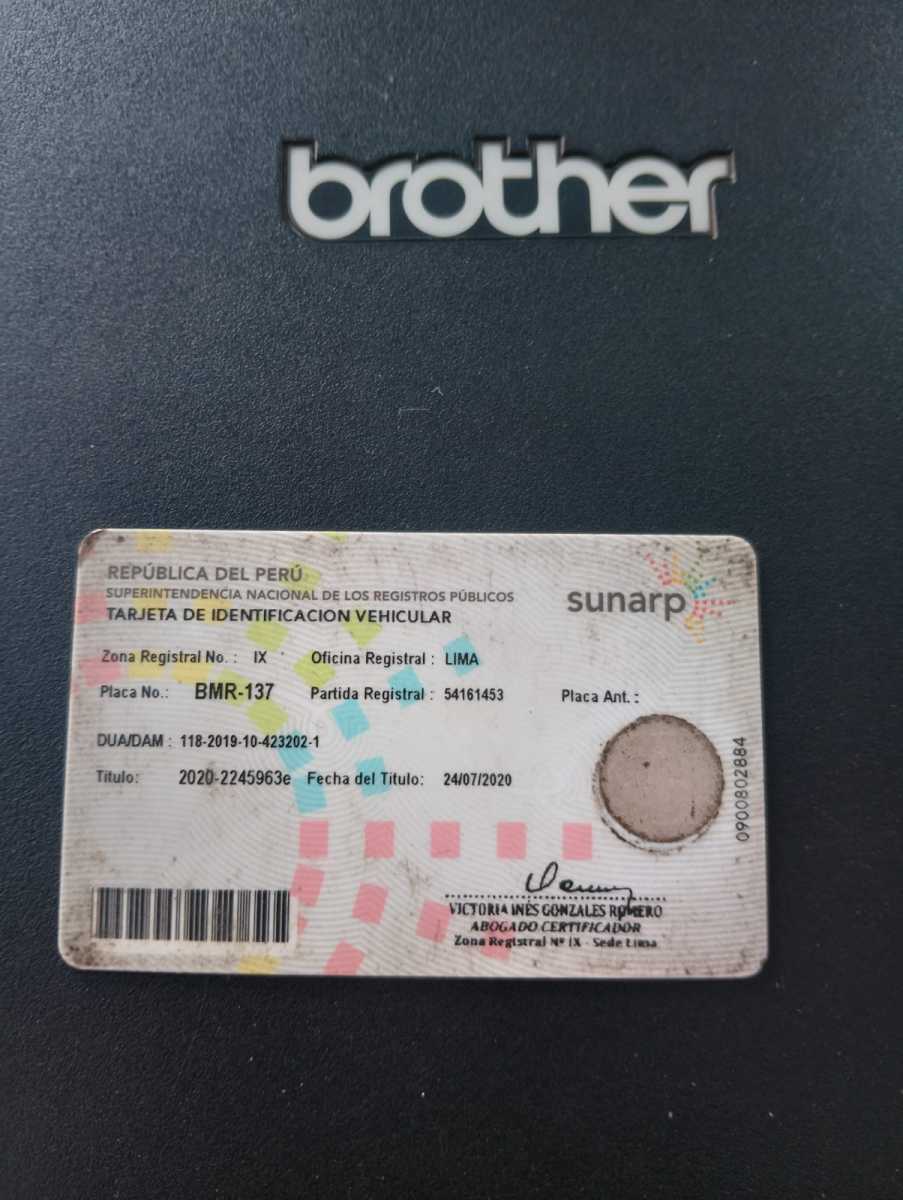 brother
REPÚBLICA DEL PERÚ
SUPERINTENDENCIA NACIONAL DE LOS REGISTROS PÚBLICOS
TARJETA DE IDENTIFICACION VEHICULAR
sunarp
Zona Registral No. : IX Oficina Registral : LIMA
Placa No.: BMR-137 Partida Registral : 54161453 Placa Ant. :
DUA/DAM : 118-2019-10-423202-1
Titulo: 2020-2245963e Fecha del Titulo: 24/07/2020
0900802884
VICTORIA INÉS GONZALES ROMERO
ABOGADO CERTIFICADOR
Zona Registral Nº IX - Sede Lima